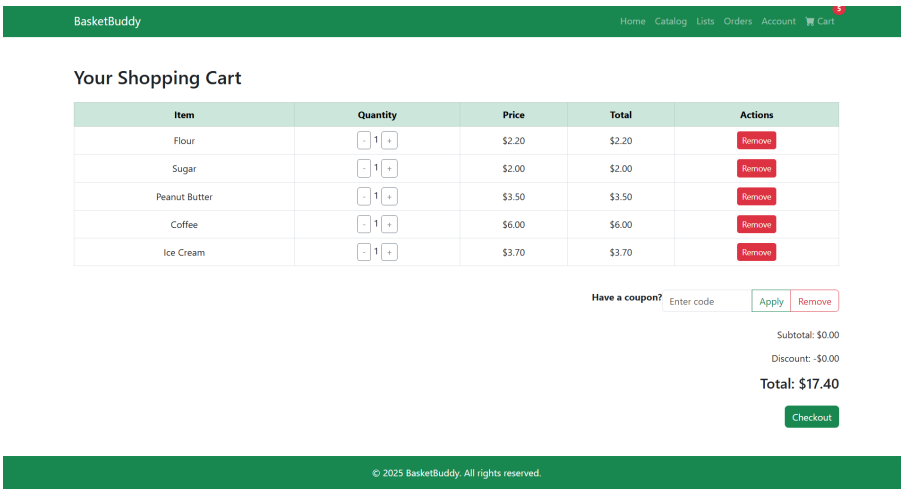 BasketBuddy Home Catalog Lists Orders Account Cart 5
Your Shopping Cart
Item Quantity Price Total Actions
Flour - 1 + $2.20 $2.20 Remove
Sugar - 1 + $2.00 $2.00 Remove
Peanut Butter - 1 + $3.50 $3.50 Remove
Coffee - 1 + $6.00 $6.00 Remove
Ice Cream - 1 + $3.70 $3.70 Remove
Have a coupon? Enter code Apply Remove
Subtotal: $0.00
Discount: -$0.00
Total: $17.40
Checkout
© 2025 BasketBuddy. All rights reserved.